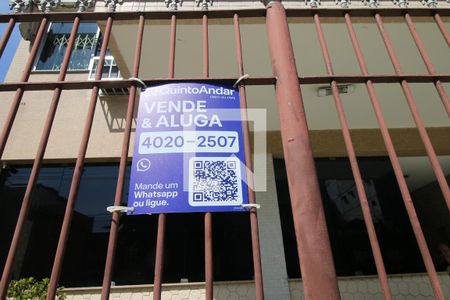 QuintoAndar
VENDE
& ALUGA
4020-2507
Mande um
Whatsapp
ou ligue.